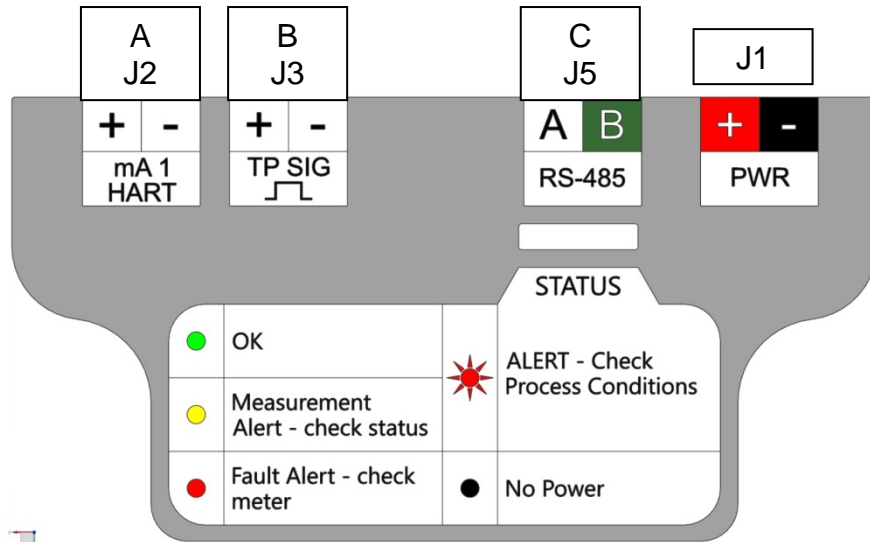 A
J2
B
J3
C
J5
J1
+ -
mA 1
HART
+ -
TP SIG
A B
RS-485
+ -
PWR
STATUS
OK
Measurement
Alert - check status
Fault Alert - check
meter
ALERT - Check
Process Conditions
No Power